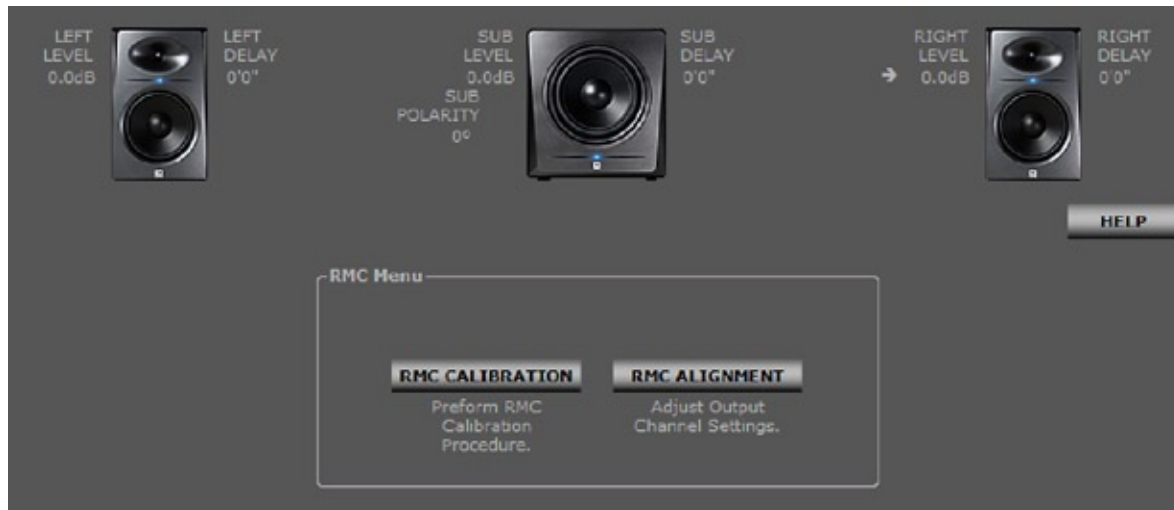 LEFT
LEVEL
0.0dB
LEFT
DELAY
0'0"
SUB
LEVEL
0.0dB
SUB
POLARITY
0º
SUB
DELAY
0'0"
RIGHT
LEVEL
0.0dB
RIGHT
DELAY
0'0"
HELP
RMC Menu
RMC CALIBRATION
Preform RMC
Calibration
Procedure.
RMC ALIGNMENT
Adjust Output
Channel Settings.